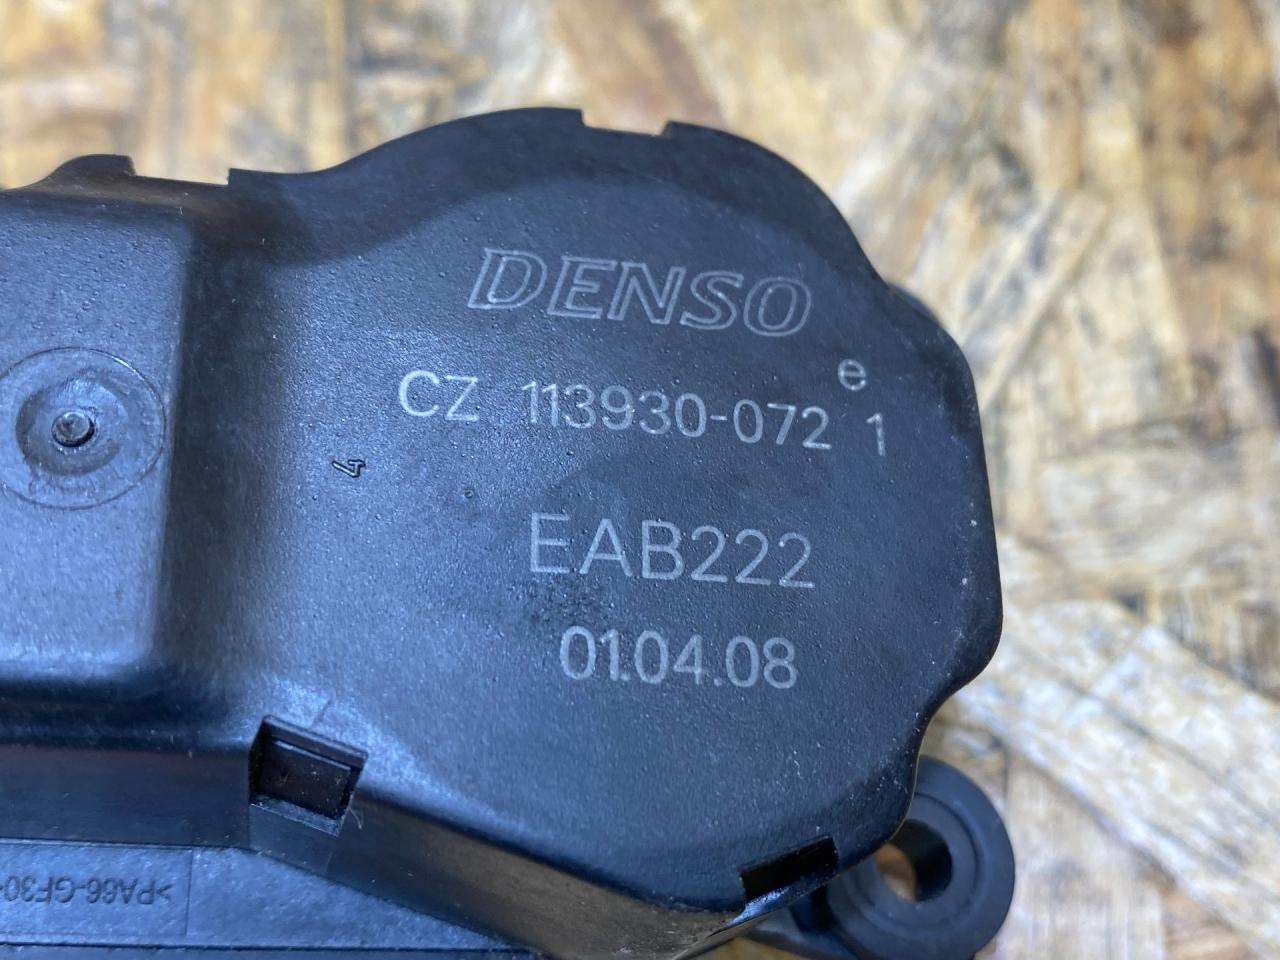 DENSO
e
CZ 113930-072 1
EAB222
01.04.08
>PA66-GF30<